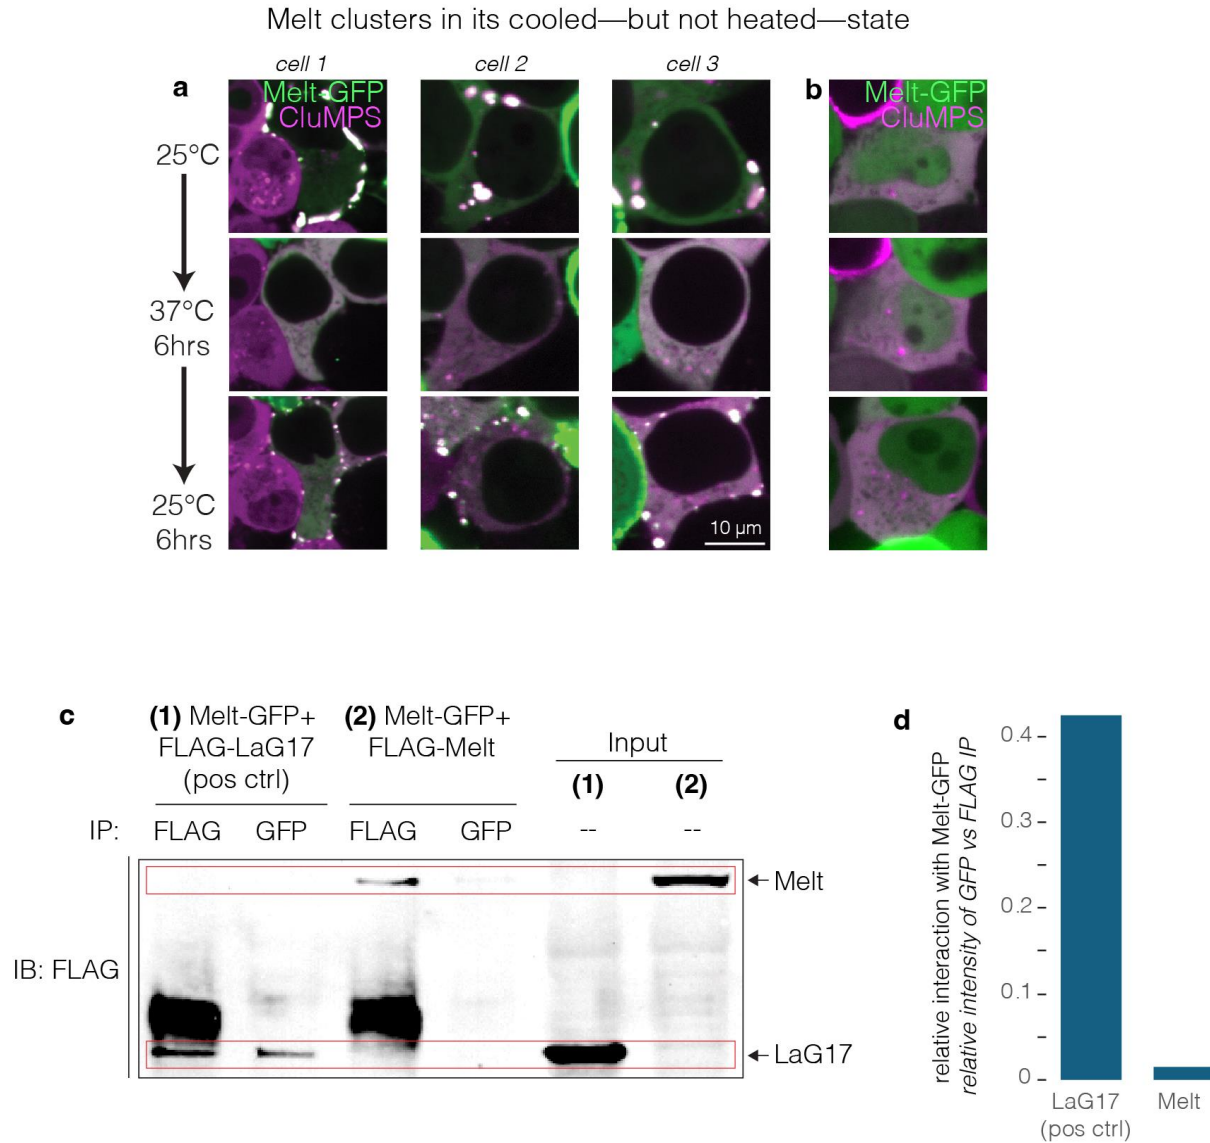 Melt clusters in its cooled—but not heated—state
cell 1
cell 2
cell 3
a
b
Melt-GFP
CluMPS
Melt-GFP
CluMPS
25°C
37°C
6hrs
25°C
6hrs
10 µm
c
(1) Melt-GFP+
FLAG-LaG17
(pos ctrl)
(2) Melt-GFP+
FLAG-Melt
Input
(1)
(2)
IP:
FLAG
GFP
FLAG
GFP
--
--
Melt
IB: FLAG
LaG17
d
relative interaction with Melt-GFP
relative intensity of GFP vs FLAG IP
0.4
0.3
0.2
0.1
0
LaG17
(pos ctrl)
Melt